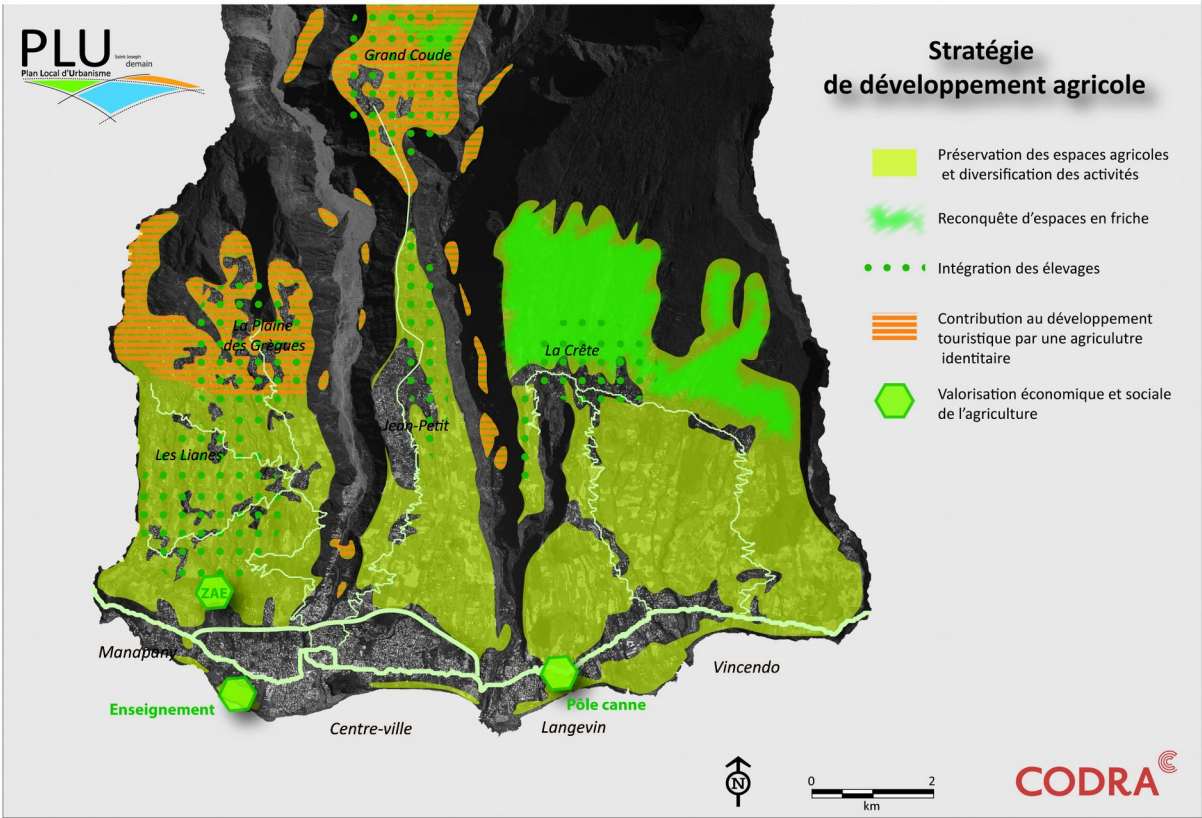 PLU
Saint-Joseph
demain
Plan Local d'Urbanisme
Stratégie
de développement agricole
Préservation des espaces agricoles
et diversification des activités
Reconquête d'espaces en friche
Intégration des élevages
Contribution au développement
touristique par une agriculutre
identitaire
Valorisation économique et sociale
de l'agriculture
Grand Coude
La Plaine
des Grègues
La Crête
Jean-Petit
Les Lianes
ZAE
Manapany
Vincendo
Enseignement
Pôle canne
Centre-ville
Langevin
N
0 2
km
CODRA